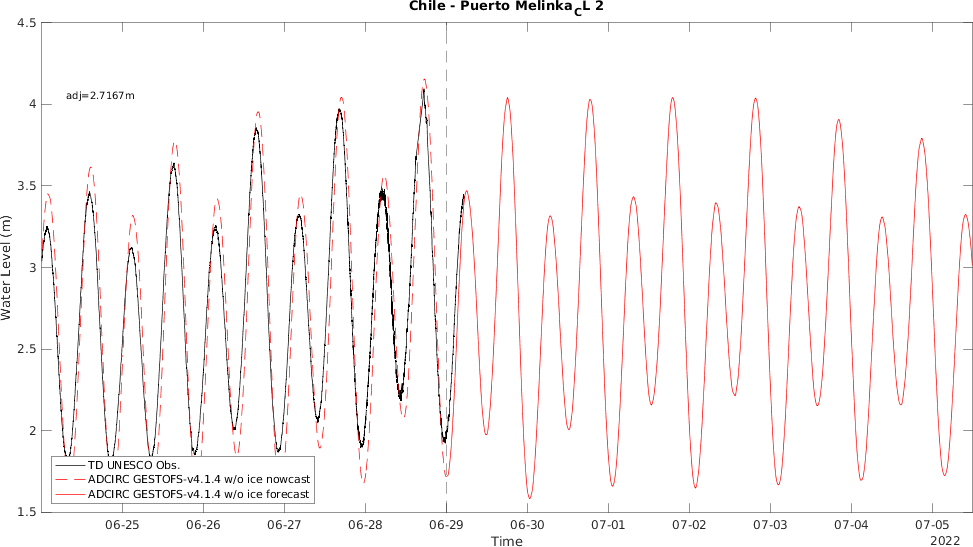 Chile - Puerto MelinkaCL 2
4.5
4
3.5
3
2.5
2
1.5
Water Level (m)
adj=2.7167m
TD UNESCO Obs.
ADCIRC GESTOFS-v4.1.4 w/o ice nowcast
ADCIRC GESTOFS-v4.1.4 w/o ice forecast
06-25 06-26 06-27 06-28 06-29 06-30 07-01 07-02 07-03 07-04 07-05
Time
2022